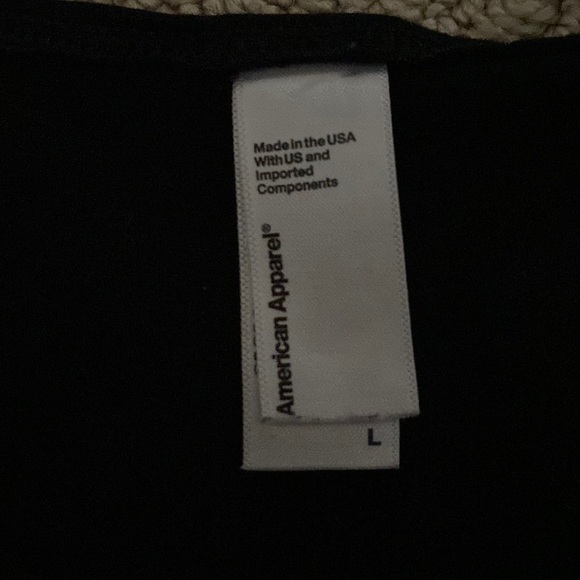 Made in the USA
With US and
Imported
Components
American Apparel®
L